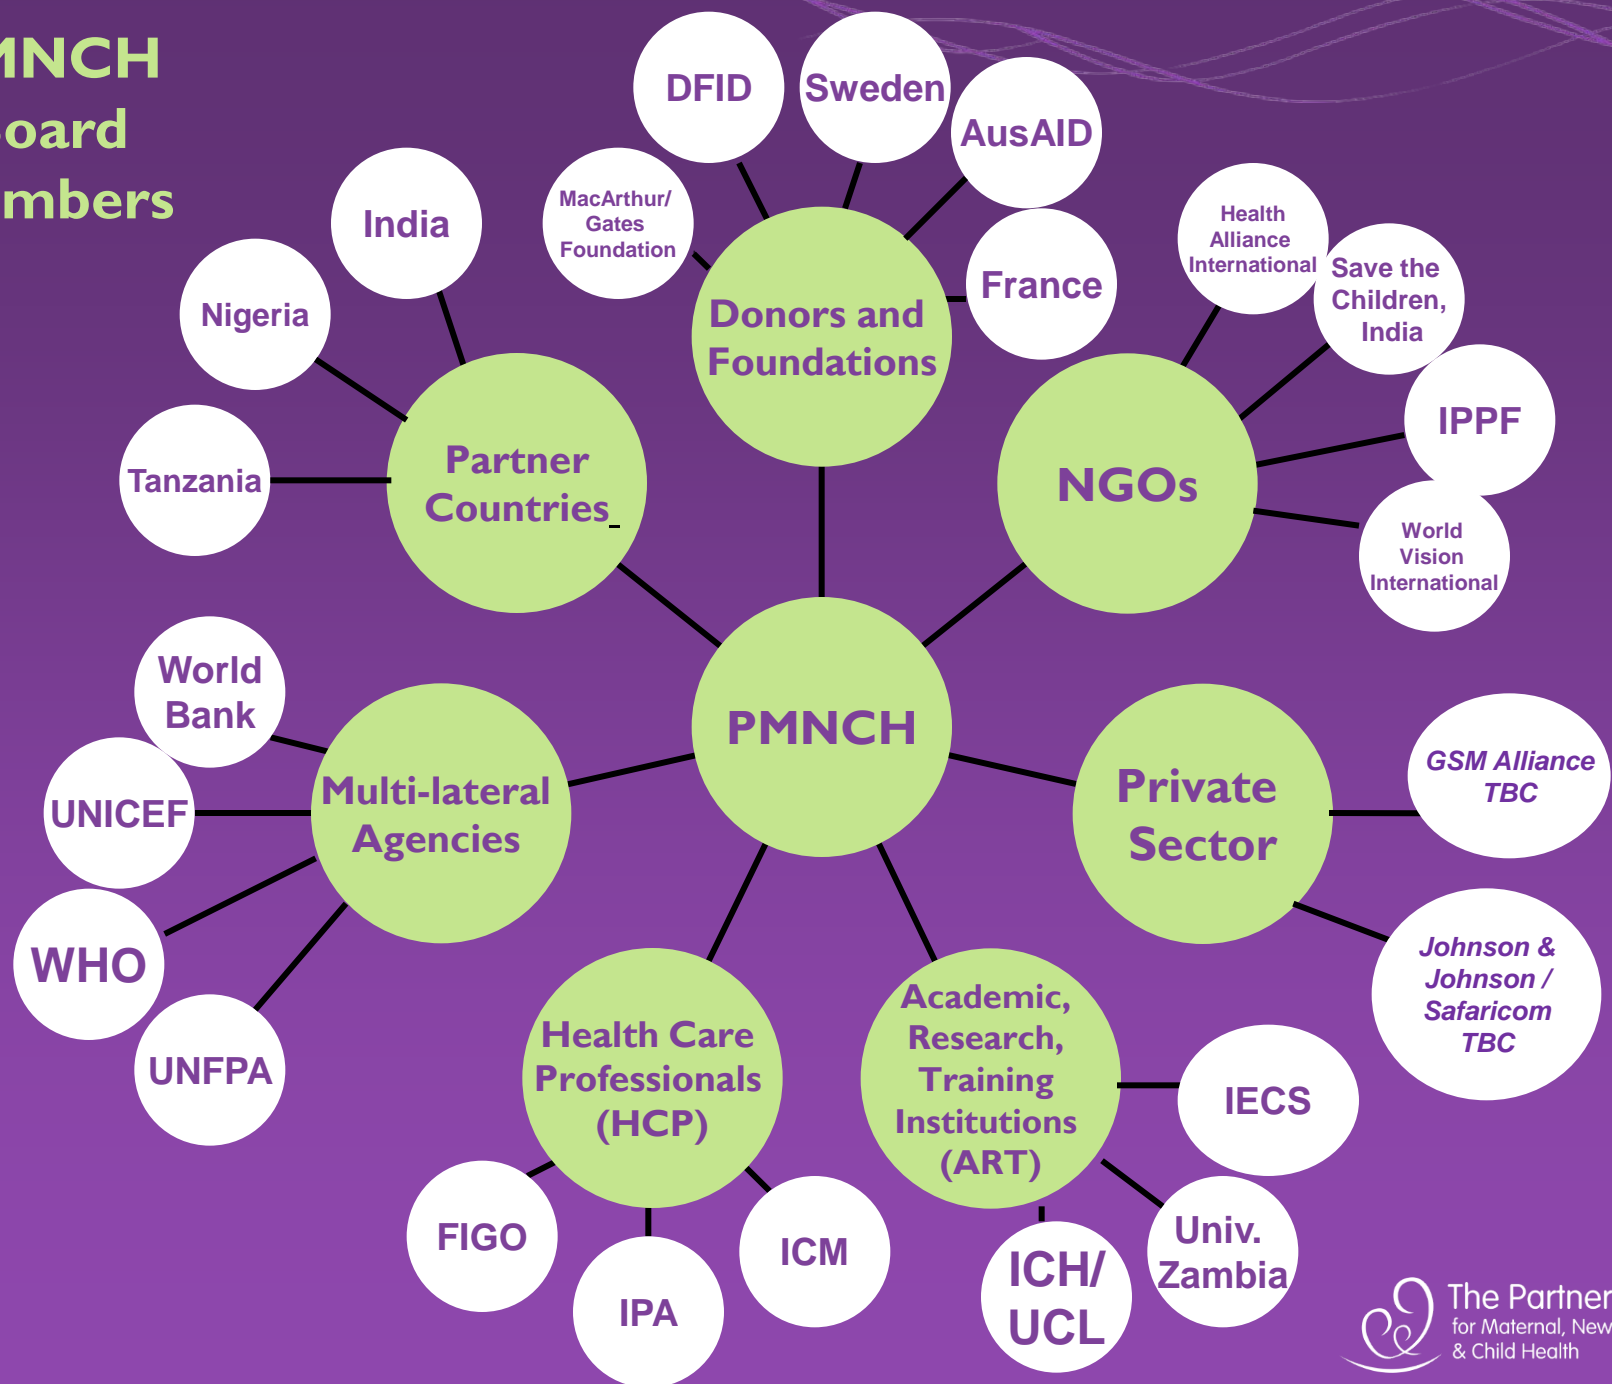 MNCH
Board
mbers
DFID
Sweden
AusAID
MacArthur/
Gates
Foundation
France
Donors and
Foundations
India
Nigeria
Tanzania
Partner
Countries_
Health
Alliance
International
Save the
Children,
India
IPPF
World
Vision
International
NGOs
PMNCH
World
Bank
UNICEF
WHO
UNFPA
Multi-lateral
Agencies
Private
Sector
GSM Alliance
TBC
Johnson &
Johnson /
Safaricom
TBC
Health Care
Professionals
(HCP)
FIGO
IPA
ICM
Academic,
Research,
Training
Institutions
(ART)
IECS
Univ.
Zambia
ICH/
UCL
The Partner
for Maternal, New
& Child Health